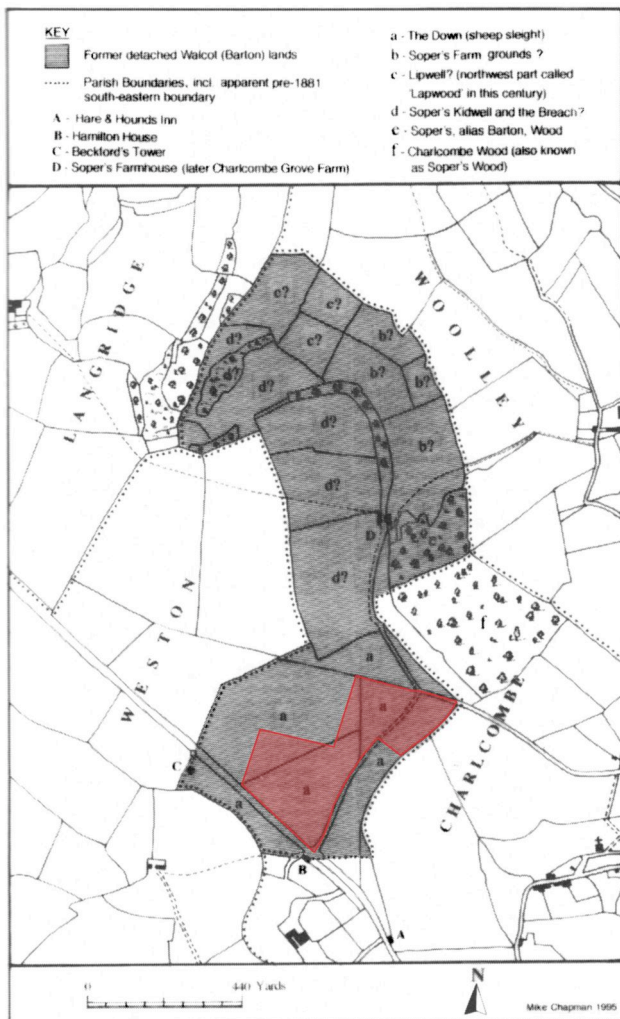 KEY
Former detached Walcot (Barton) lands
Parish Boundaries, incl. apparent pre-1881
south-eastern boundary
A - Hare & Hounds Inn
B - Hamilton House
C - Beckford's Tower
D - Soper's Farmhouse (later Charlcombe Grove Farm)
a - The Down (sheep sleight)
b - Soper's Farm grounds ?
c - Lipwell? (northwest part called
'Lapwood' in this century)
d - Soper's Kidwell and the Breach?
e - Soper's, alias Barton, Wood
f - Charlcombe Wood (also known
as Soper's Wood)
LANGRIDGE
WOOLLEY
c?
c?
d?
c?
b?
d?
d?
b?
b?
d?
b?
d?
D
e
d?
f
WESTON
CHARLCOMBE
a
a
a
C
a
a
a
B
A
0 440 Yards
N
Mike Chapman 1995